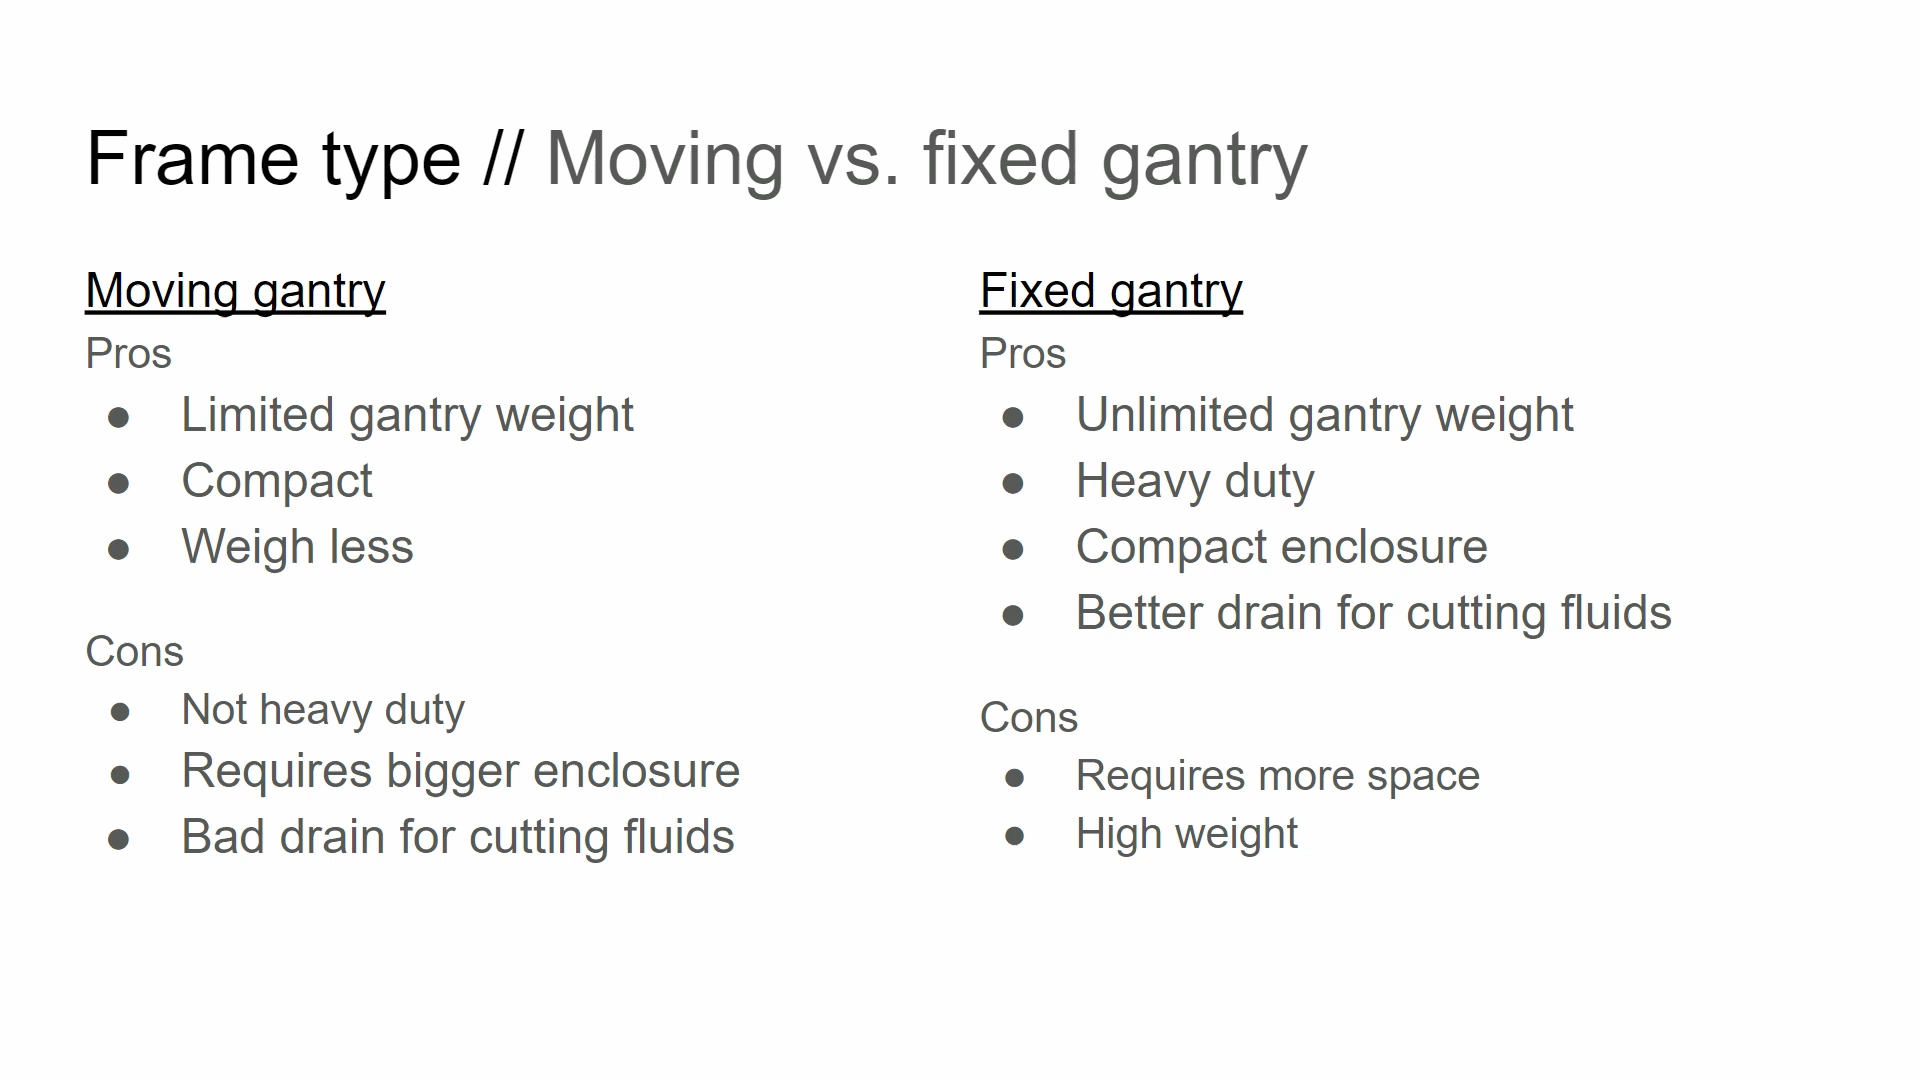 Frame type // Moving vs. fixed gantry
Moving gantry
Pros
● Limited gantry weight
● Compact
● Weigh less
Cons
● Not heavy duty
● Requires bigger enclosure
● Bad drain for cutting fluids
Fixed gantry
Pros
● Unlimited gantry weight
● Heavy duty
● Compact enclosure
● Better drain for cutting fluids
Cons
● Requires more space
● High weight